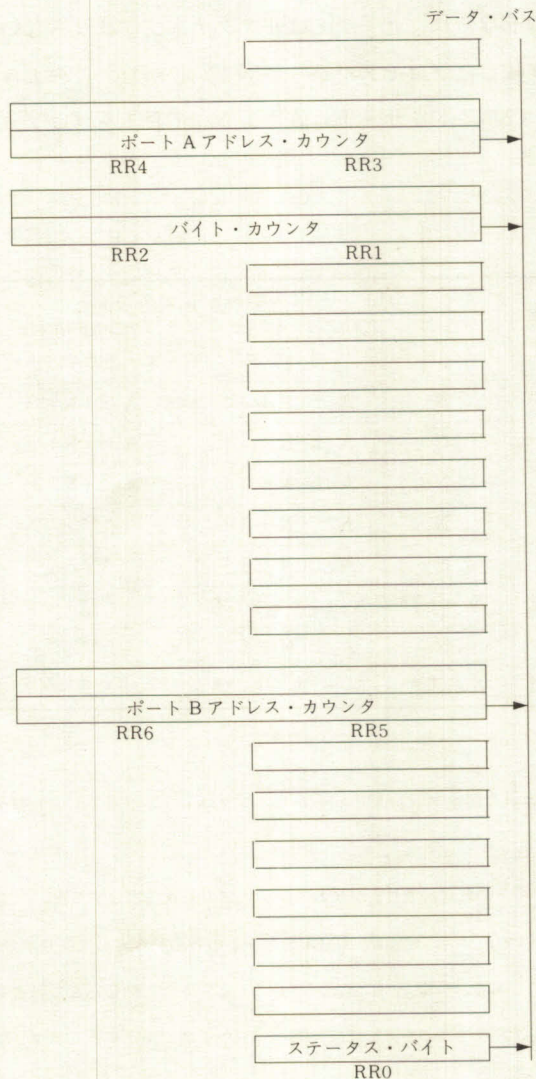 データ・バス
ポート A アドレス・カウンタ
RR4 RR3
バイト・カウンタ
RR2 RR1
ポート B アドレス・カウンタ
RR6 RR5
ステータス・バイト
RR0